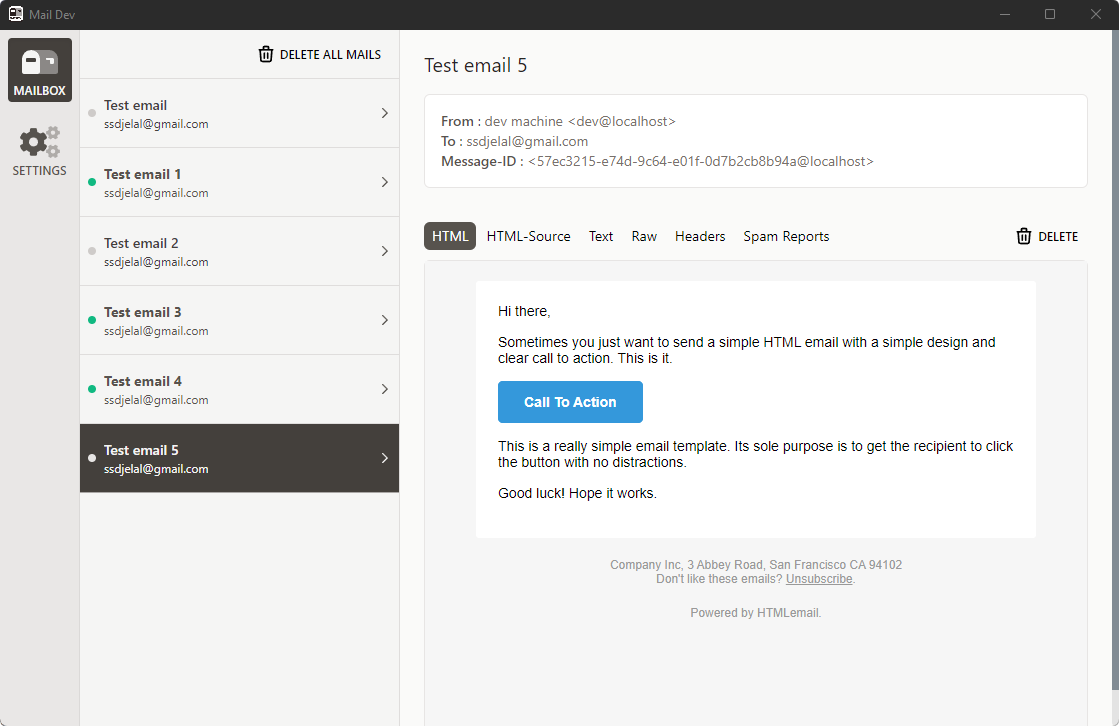 Mail Dev
MAILBOX
SETTINGS
DELETE ALL MAILS
Test email
ssdjelal@gmail.com
Test email 1
ssdjelal@gmail.com
Test email 2
ssdjelal@gmail.com
Test email 3
ssdjelal@gmail.com
Test email 4
ssdjelal@gmail.com
Test email 5
ssdjelal@gmail.com
Test email 5
From : dev machine <dev@localhost>
To : ssdjelal@gmail.com
Message-ID : <57ec3215-e74d-9c64-e01f-0d7b2cb8b94a@localhost>
HTML HTML-Source Text Raw Headers Spam Reports DELETE
Hi there,
Sometimes you just want to send a simple HTML email with a simple design and
clear call to action. This is it.
Call To Action
This is a really simple email template. Its sole purpose is to get the recipient to click
the button with no distractions.
Good luck! Hope it works.
Company Inc, 3 Abbey Road, San Francisco CA 94102
Don't like these emails? Unsubscribe.
Powered by HTMLemail.